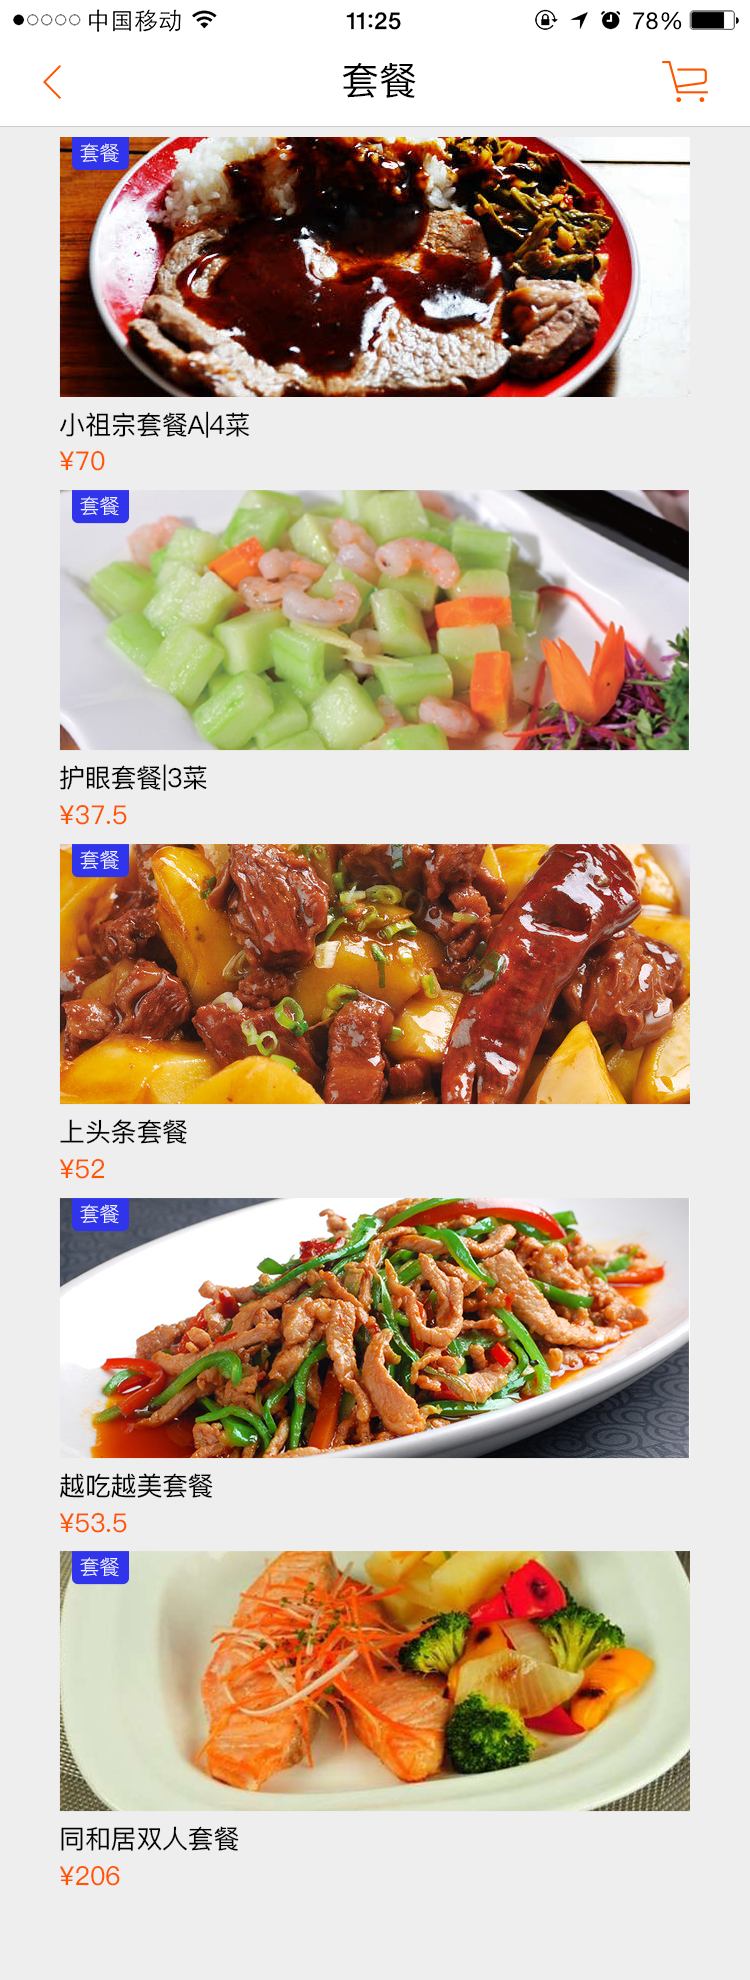 中国移动
11:25
78%
套餐
套餐
小祖宗套餐A|4菜
¥70
套餐
护眼套餐|3菜
¥37.5
套餐
上头条套餐
¥52
套餐
越吃越美套餐
¥53.5
套餐
同和居双人套餐
¥206